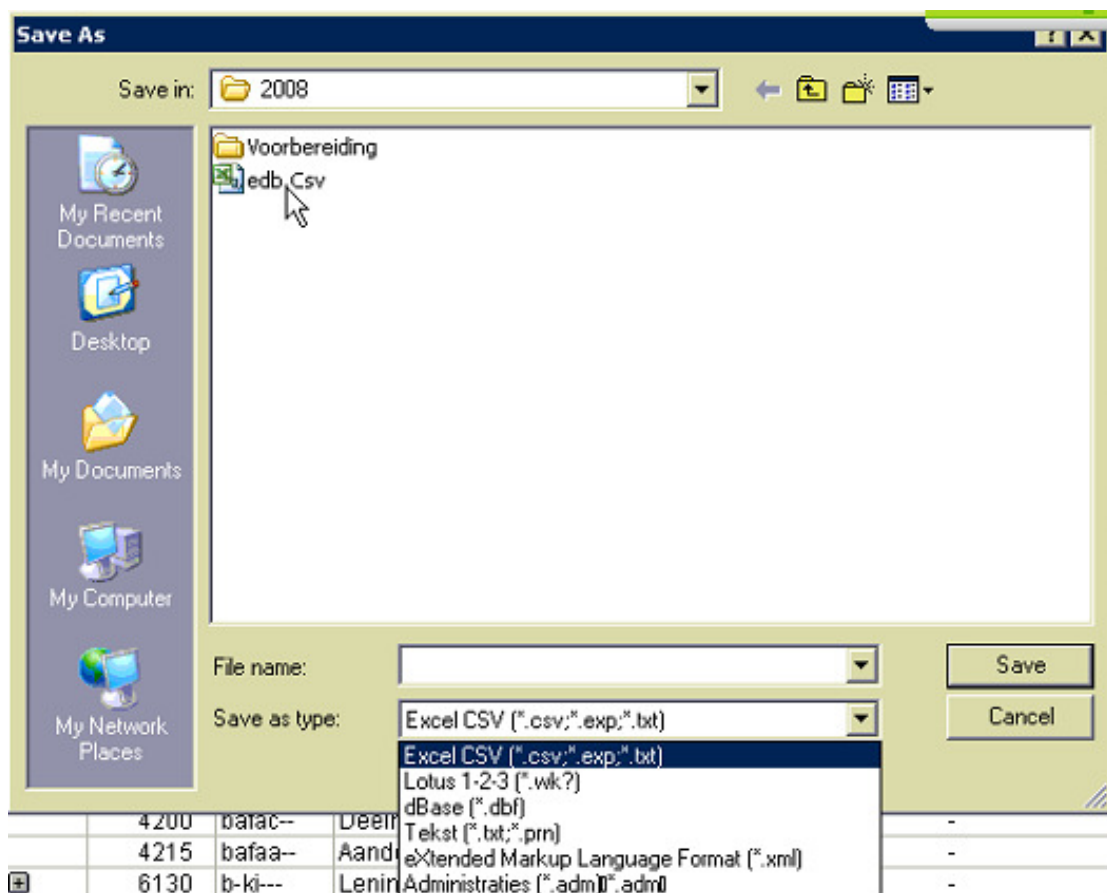 Save As
Save in: 2008
Voorbereiding
edb.Csv
My Recent
Documents
Desktop
My Documents
My Computer
My Network
Places
File name:
Save
Save as type: Excel CSV (*.csv;*.exp;*.txt)
Cancel
Excel CSV (*.csv;*.exp;*.txt)
Lotus 1-2-3 (*.wk?)
dBase (*.dbf)
Tekst (*.txt;*.prn)
eXtended Markup Language Format (*.xml)
Administraties (*.adm
4200 bafac-- -
4215 bafaa-- Aand -
6130 b-ki--- Lenin -